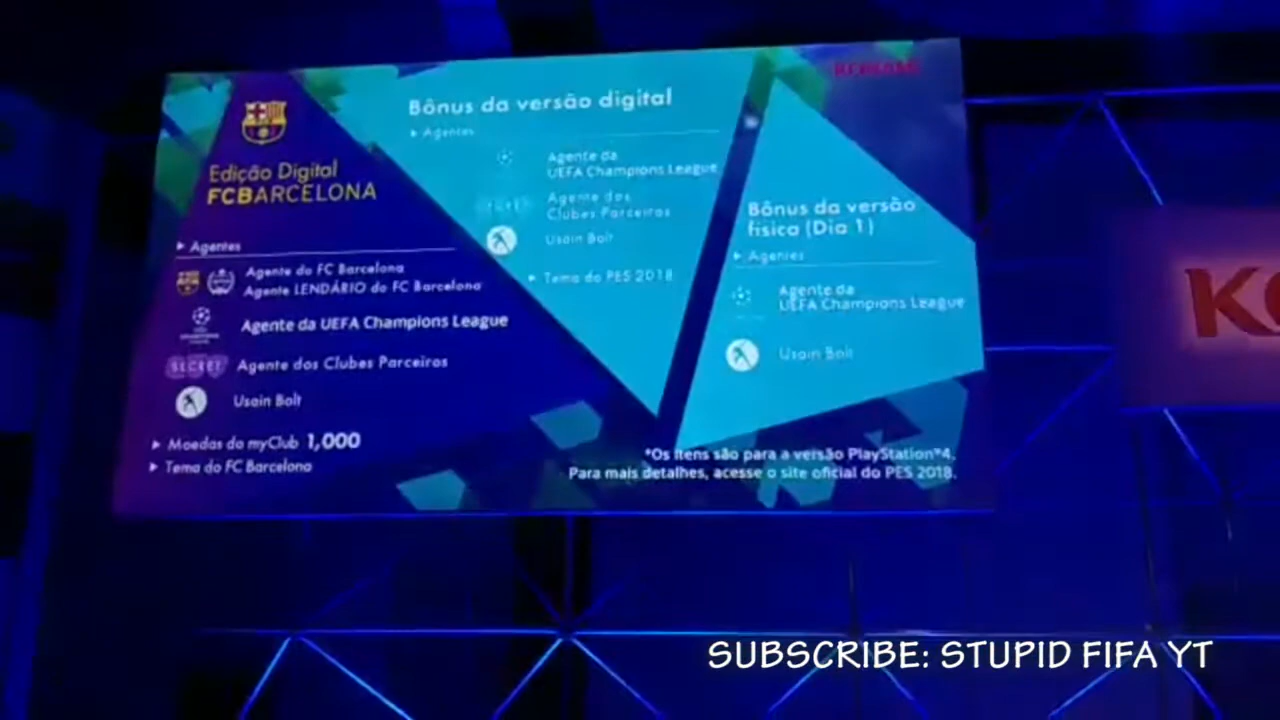 KONAMI
Edição Digital
FCBARCELONA
▸ Agentes
Agente do FC Barcelona
Agente LENDÁRIO do FC Barcelona
Agente da UEFA Champions League
SECRET
Agente dos Clubes Parceiros
Usain Bolt
▸ Moedas do myClub 1,000
▸ Tema do FC Barcelona
Bônus da versão digital
▸ Agentes
Agente da
UEFA Champions League
Agente dos
Clubes Parceiros
Usain Bolt
▸ Tema do PES 2018
Bônus da versão
física (Dia 1)
▸ Agentes
Agente da
UEFA Champions League
Usain Bolt
*Os itens são para a versão PlayStation®4.
Para mais detalhes, acesse o site oficial do PES 2018.
SUBSCRIBE: STUPID FIFA YT